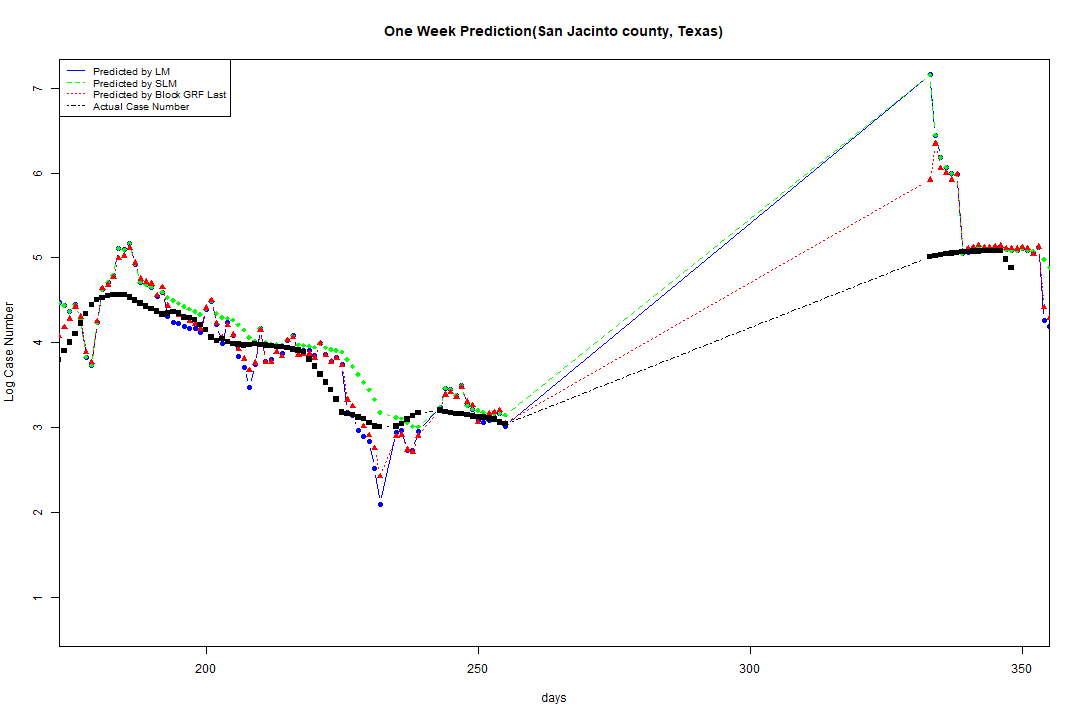 One Week Prediction(San Jacinto county, Texas)
Predicted by LM
Predicted by SLM
Predicted by Block GRF Last
Actual Case Number
7
6
5
4
3
2
1
Log Case Number
200 250 300 350
days